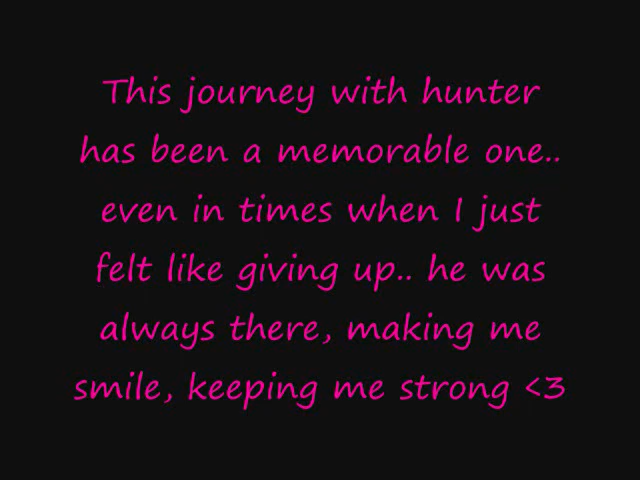 This journey with hunter
has been a memorable one..
even in times when I just
felt like giving up.. he was
always there, making me
smile, keeping me strong <3